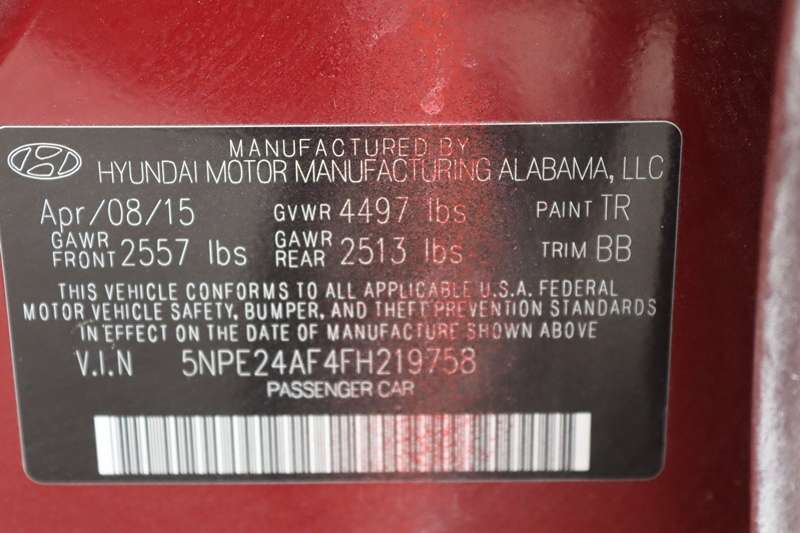 MANUFACTURED BY
HYUNDAI MOTOR MANUFACTURING ALABAMA, LLC
Apr/08/15 GVWR 4497 lbs PAINT TR
GAWR FRONT 2557 lbs GAWR REAR 2513 lbs TRIM BB
THIS VEHICLE CONFORMS TO ALL APPLICABLE U.S.A. FEDERAL
MOTOR VEHICLE SAFETY, BUMPER, AND THEFT PREVENTION STANDARDS
IN EFFECT ON THE DATE OF MANUFACTURE SHOWN ABOVE
V.I.N 5NPE24AF4FH219758
PASSENGER CAR